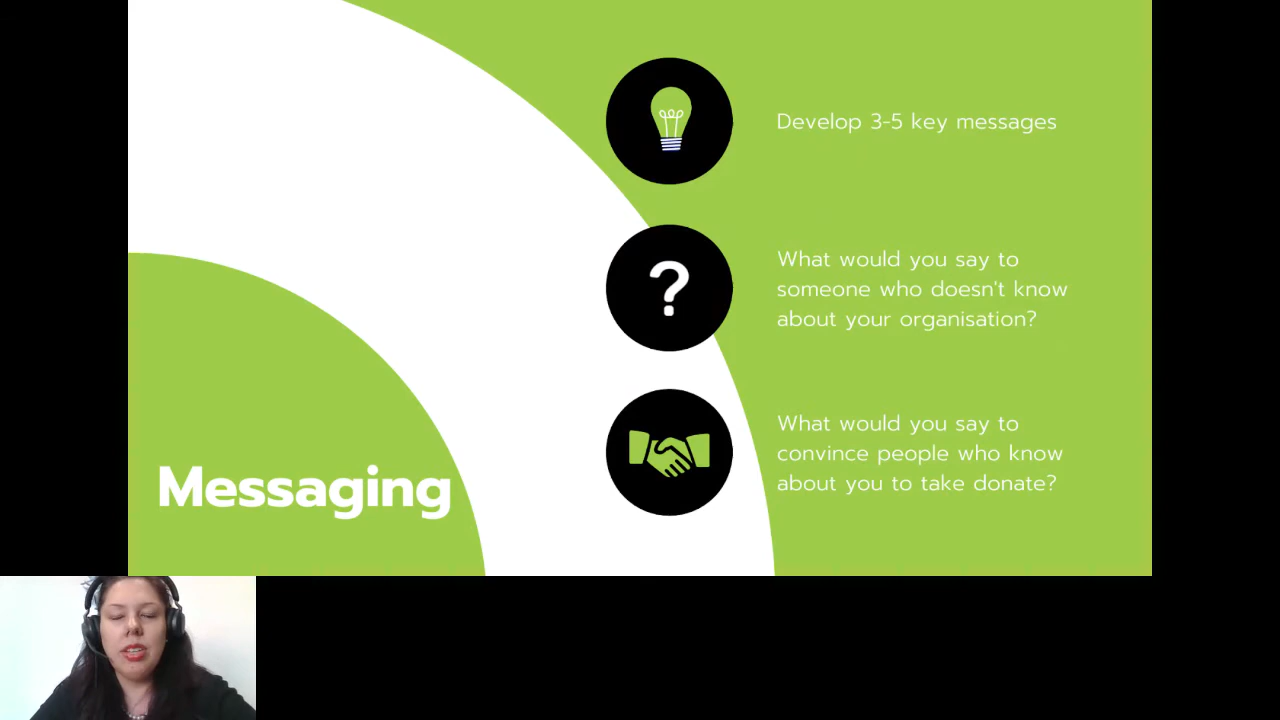 Develop 3-5 key messages
?
What would you say to
someone who doesn't know
about your organisation?
What would you say to
convince people who know
about you to take donate?
Messaging